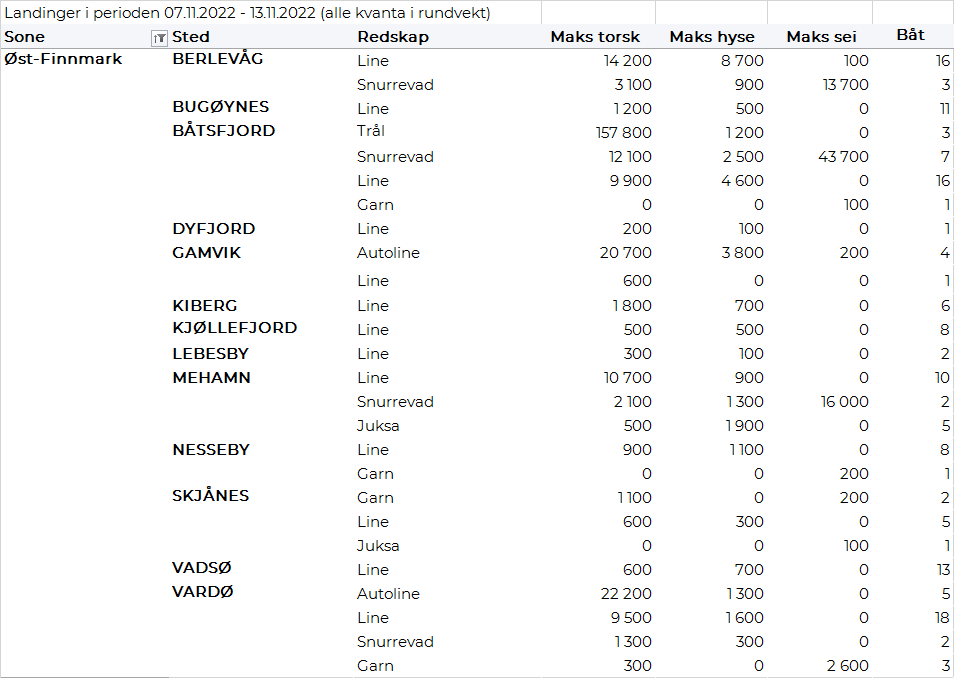 Landinger i perioden 07.11.2022 - 13.11.2022 (alle kvanta i rundvekt)
Sone Sted Redskap Maks torsk Maks hyse Maks sei Båt
Øst-Finnmark BERLEVÅG Line 14 200 8 700 100 16
Snurrevad 3 100 900 13 700 3
BUGØYNES Line 1 200 500 0 11
BÅTSFJORD Trål 157 800 1 200 0 3
Snurrevad 12 100 2 500 43 700 7
Line 9 900 4 600 0 16
Garn 0 0 100 1
DYFJORD Line 200 100 0 1
GAMVIK Autoline 20 700 3 800 200 4
Line 600 0 0 1
KIBERG Line 1 800 700 0 6
KJØLLEFJORD Line 500 500 0 8
LEBESBY Line 300 100 0 2
MEHAMN Line 10 700 900 0 10
Snurrevad 2 100 1 300 16 000 2
Juksa 500 1 900 0 5
NESSEBY Line 900 1 100 0 8
Garn 0 0 200 1
SKJÅNES Garn 1 100 0 200 2
Line 600 300 0 5
Juksa 0 0 100 1
VADSØ Line 600 700 0 13
VARDØ Autoline 22 200 1 300 0 5
Line 9 500 1 600 0 18
Snurrevad 1 300 300 0 2
Garn 300 0 2 600 3